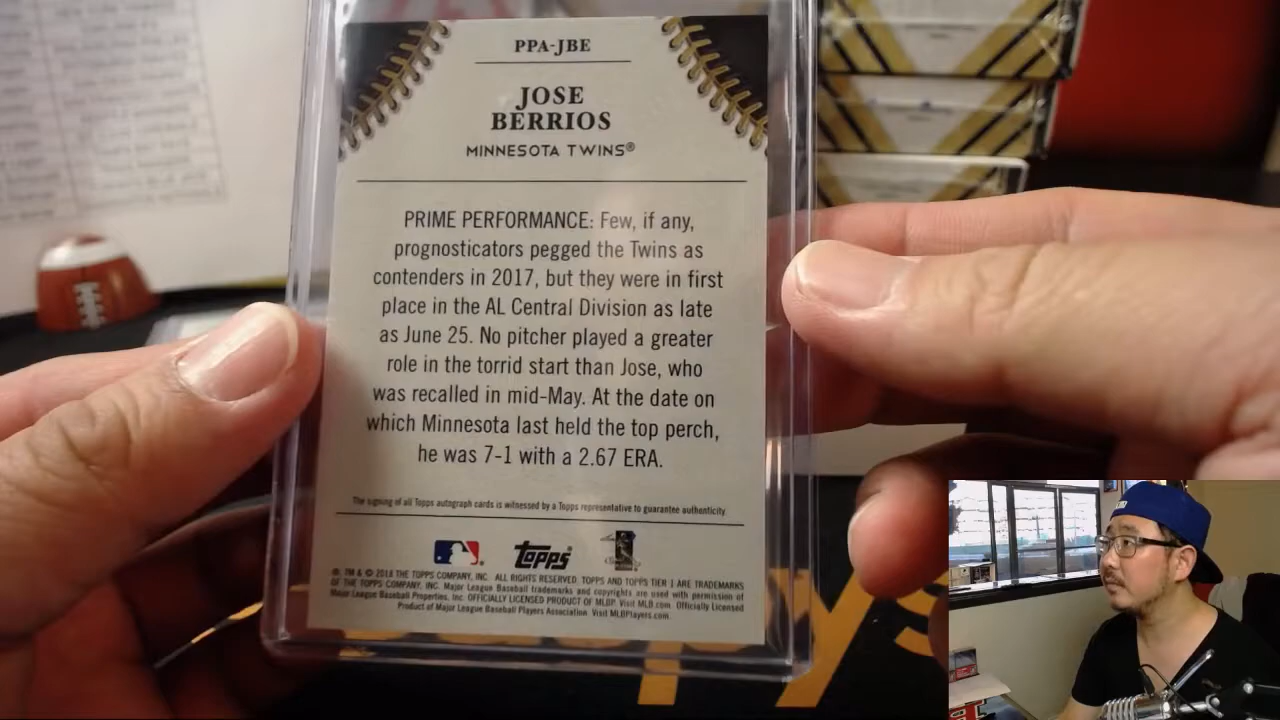 PPA-JBE
JOSE
BERRIOS
MINNESOTA TWINS®
PRIME PERFORMANCE: Few, if any,
prognosticators pegged the Twins as
contenders in 2017, but they were in first
place in the AL Central Division as late
as June 25. No pitcher played a greater
role in the torrid start than Jose, who
was recalled in mid-May. At the date on
which Minnesota last held the top perch,
he was 7-1 with a 2.67 ERA.
The signing of all Topps autograph cards is witnessed by a Topps representative to guarantee authenticity
topps
®, TM & © 2018 THE TOPPS COMPANY, INC. ALL RIGHTS RESERVED. TOPPS AND TOPPS TIER 1 ARE TRADEMARKS
OF THE TOPPS COMPANY, INC. Major League Baseball trademarks and copyrights are used with permission of
Major League Baseball Properties, Inc. OFFICIALLY LICENSED PRODUCT OF MLBP. Visit MLB.com. Officially Licensed
Product of Major League Baseball Players Association. Visit MLBPlayers.com.